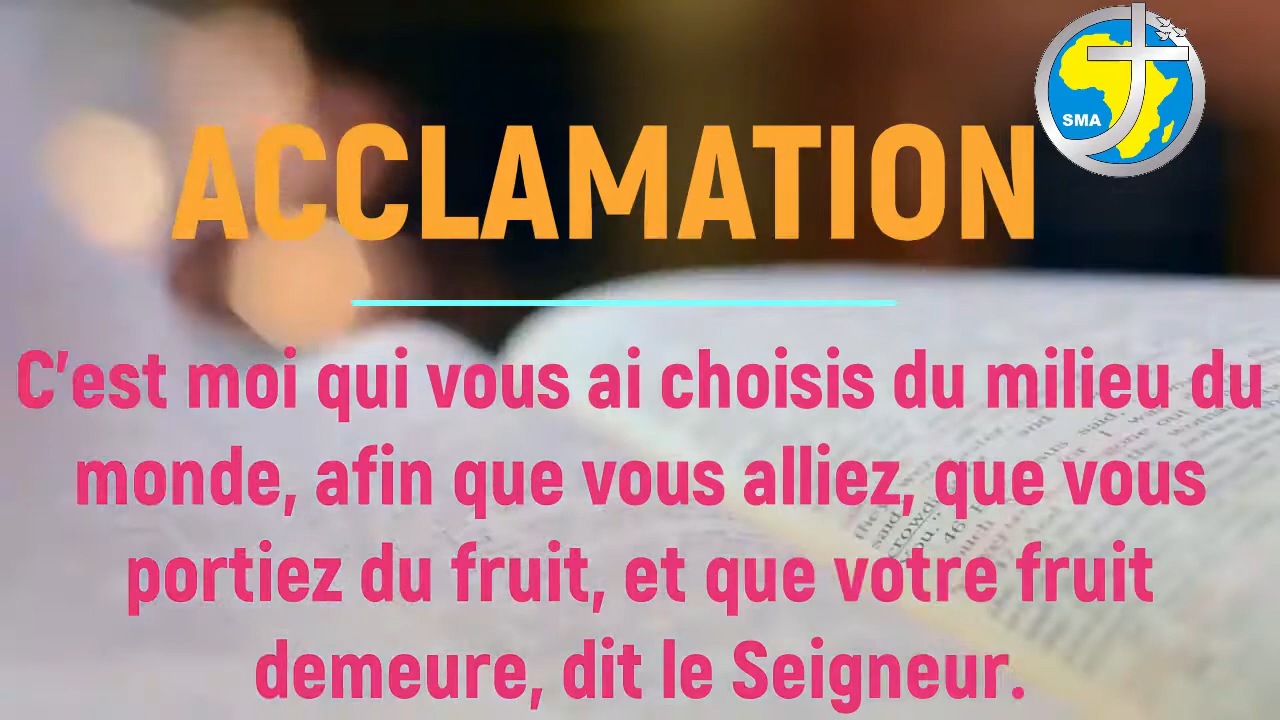 SMA
ACCLAMATION
C'est moi qui vous ai choisis du milieu du
monde, afin que vous alliez, que vous
portiez du fruit, et que votre fruit
demeure, dit le Seigneur.